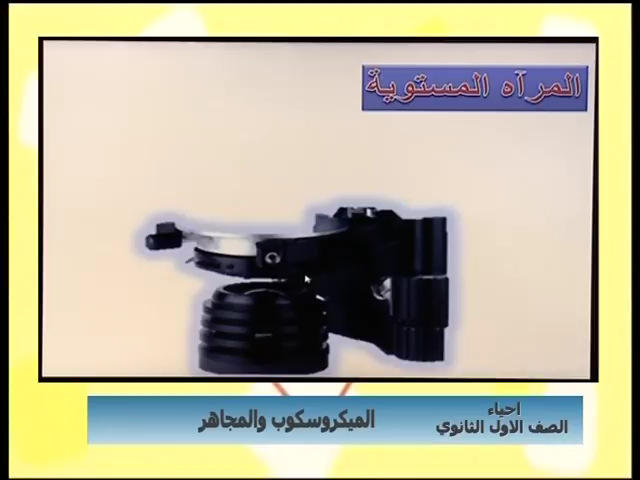 المرآه المستوية
احياء
الصف الاول الثانوي
الميكروسكوب والمجاهر